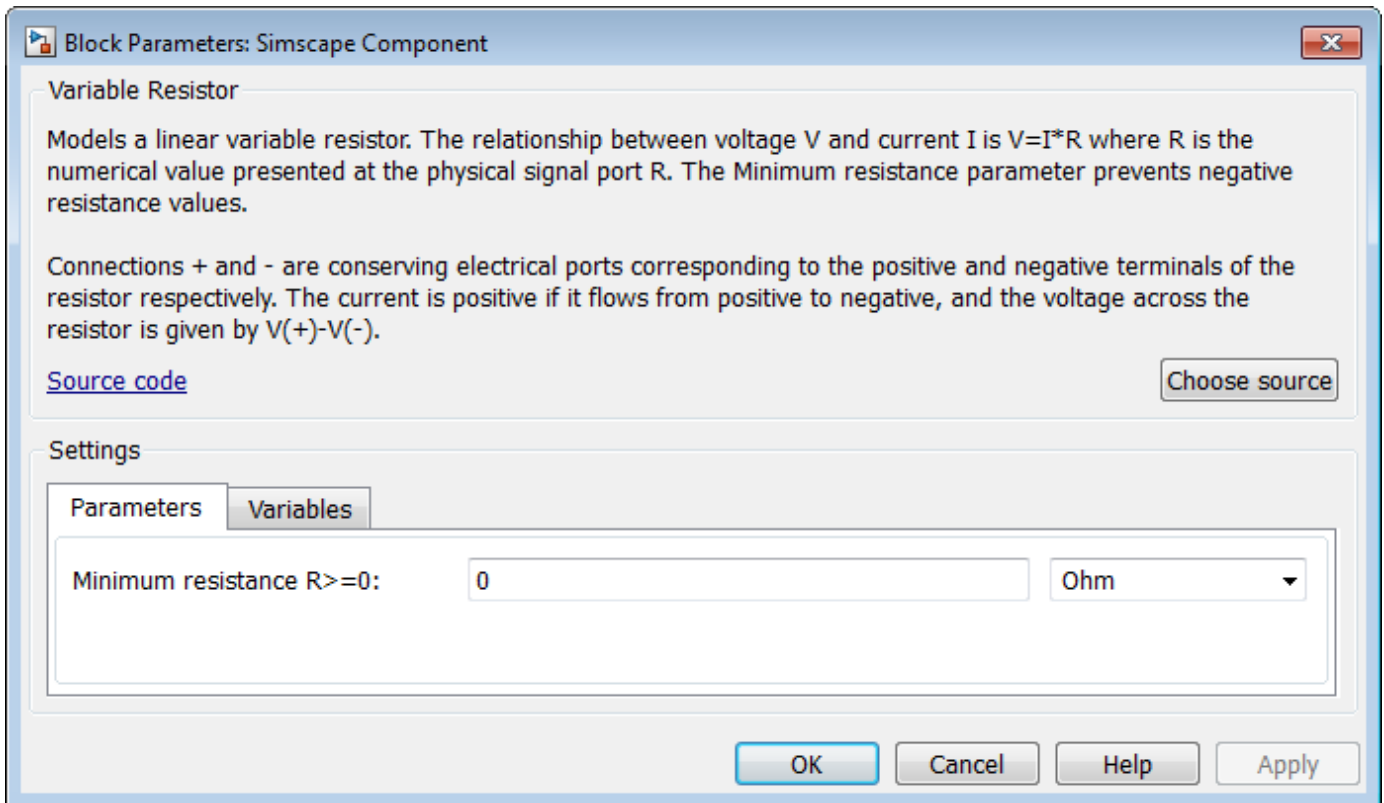 Block Parameters: Simscape Component
Variable Resistor
Models a linear variable resistor. The relationship between voltage V and current I is V=I*R where R is the
numerical value presented at the physical signal port R. The Minimum resistance parameter prevents negative
resistance values.
Connections + and - are conserving electrical ports corresponding to the positive and negative terminals of the
resistor respectively. The current is positive if it flows from positive to negative, and the voltage across the
resistor is given by V(+)-V(-).
Source code
Choose source
Settings
Parameters
Variables
Minimum resistance R>=0:
0
Ohm
OK
Cancel
Help
Apply